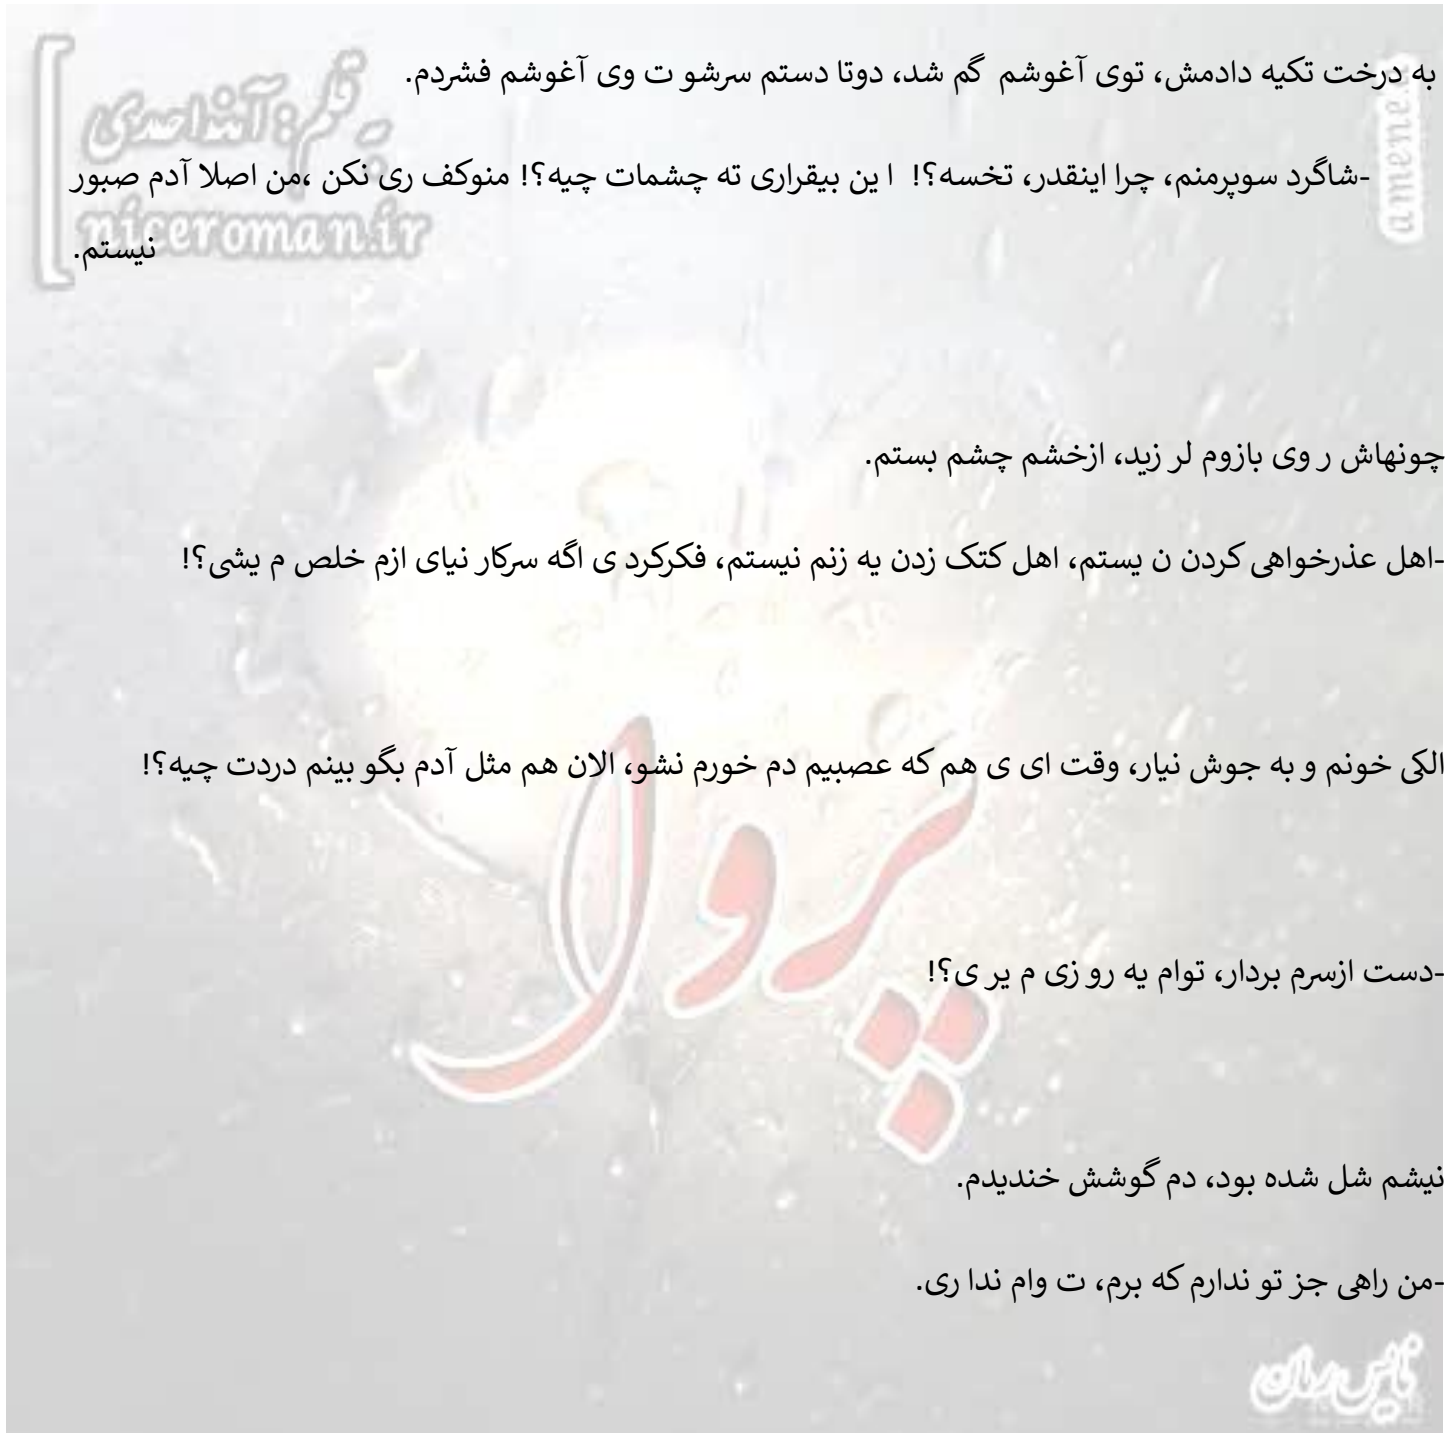 به درخت تکیه دادمش، توی آغوشم گم شد، دوتا دستم سرشو ت وی آغوشم فشردم.
-شاگرد سوپرمنم، چرا اینقدر، تخسه؟! ا ین بیقراری ته چشمات چیه؟! منوکف ری نکن ،من اصلا آدم صبور
نیستم.
چونهاش ر وی بازوم لر زید، ازخشم چشم بستم.
-اهل عذرخواهی کردن ن یستم، اهل کتک زدن یه زنم نیستم، فکرکرد ی اگه سرکار نیای ازم خلص م یشی؟!
الکی خونم و به جوش نیار، وقت ای ی هم که عصبیم دم خورم نشو، الان هم مثل آدم بگو بینم دردت چیه؟!
پروا
-دست ازسرم بردار، توام یه رو زی م یر ی؟!
نیشم شل شده بود، دم گوشش خندیدم.
-من راهی جز تو ندارم که برم، ت وام ندا ری.
به قلم: آمنه احمدی
niceroman.ir
amene
نایس رمان